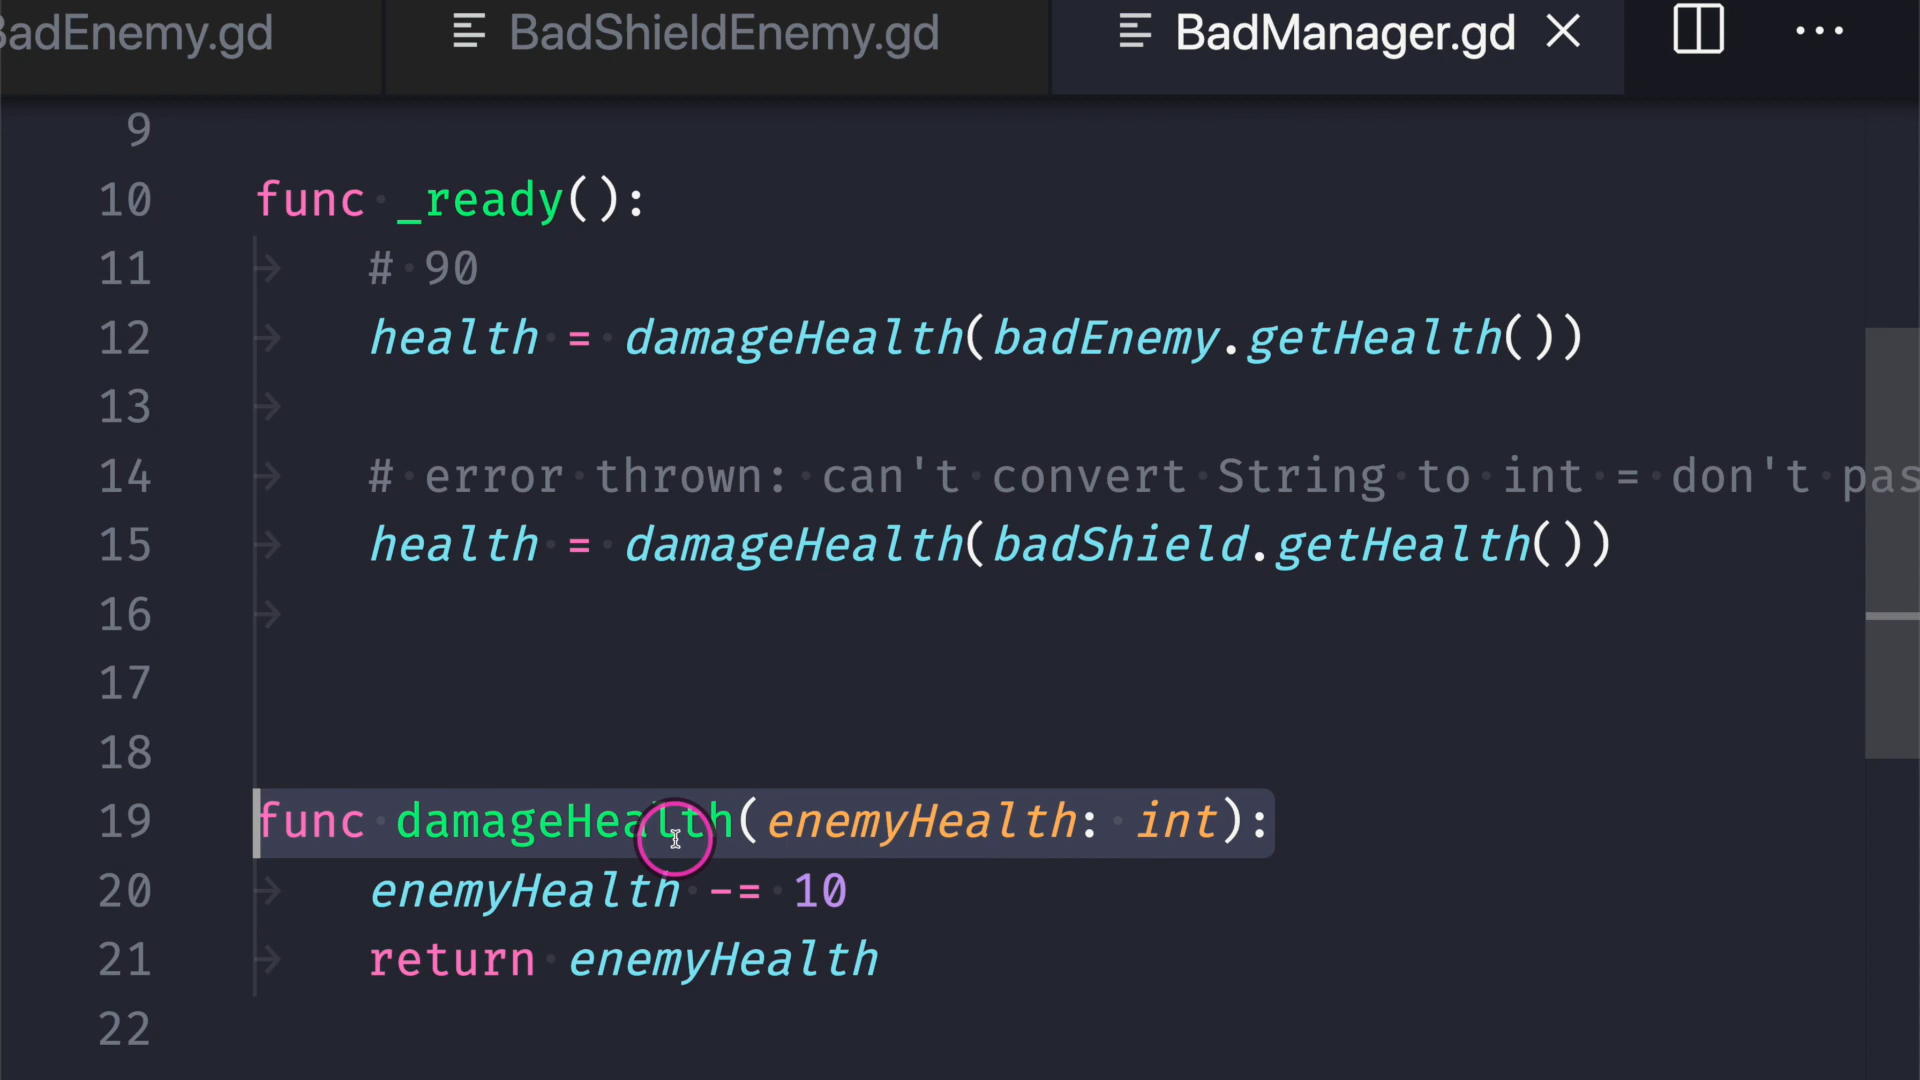 BadEnemy.gd BadShieldEnemy.gd BadManager.gd
9
10 func _ready():
11 # 90
12 health = damageHealth(badEnemy.getHealth())
13
14 # error thrown: can't convert String to int = don't pas
15 health = damageHealth(badShield.getHealth())
16
17
18
19 func damageHealth(enemyHealth: int):
20 enemyHealth -= 10
21 return enemyHealth
22